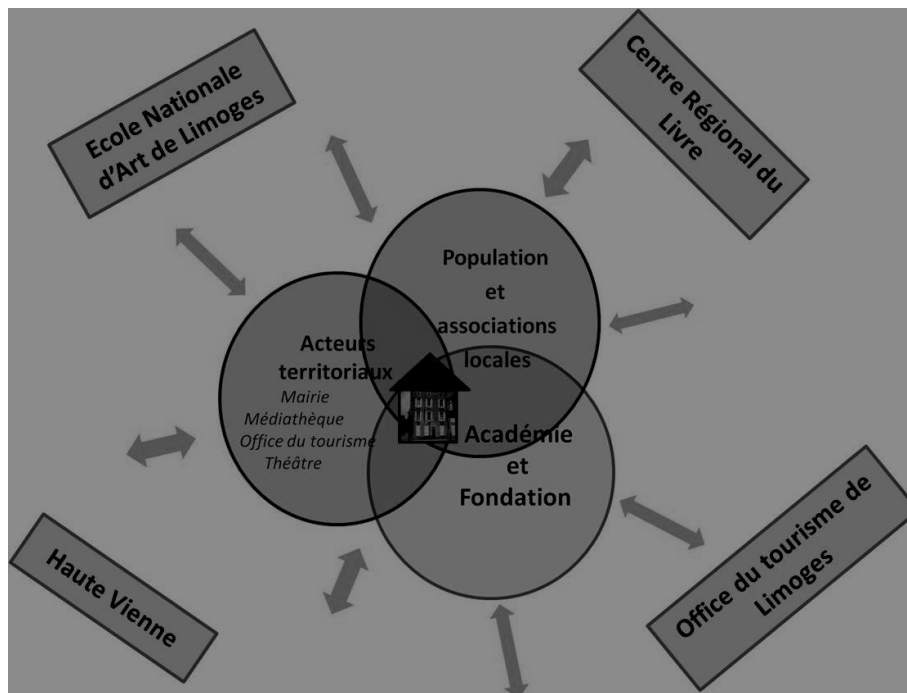 Ecole Nationale
d'Art de Limoges
Centre Régional du
Livre
Population
et
associations
locales
Acteurs
territoriaux
Mairie
Médiathèque
Office du tourisme
Théâtre
Académie
et
Fondation
Haute Vienne
Office du tourisme de
Limoges